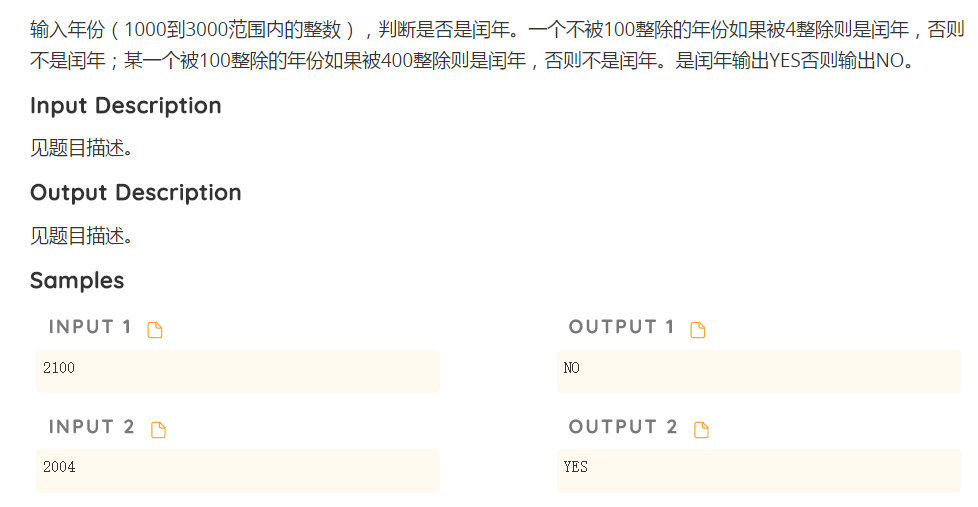 输入年份（1000到3000范围内的整数），判断是否是闰年。一个不被100整除的年份如果被4整除则是闰年，否则
不是闰年；某一个被100整除的年份如果被400整除则是闰年，否则不是闰年。是闰年输出YES否则输出NO。
Input Description
见题目描述。
Output Description
见题目描述。
Samples
INPUT 1
OUTPUT 1
2100
NO
INPUT 2
OUTPUT 2
2004
YES